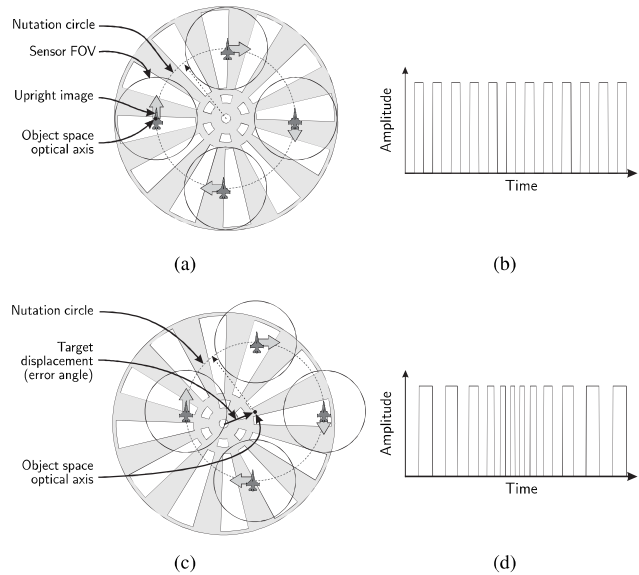 Nutation circle
Sensor FOV
Upright image
Object space
optical axis
(a)
Amplitude
Time
(b)
Nutation circle
Target
displacement
(error angle)
Object space
optical axis
(c)
Amplitude
Time
(d)